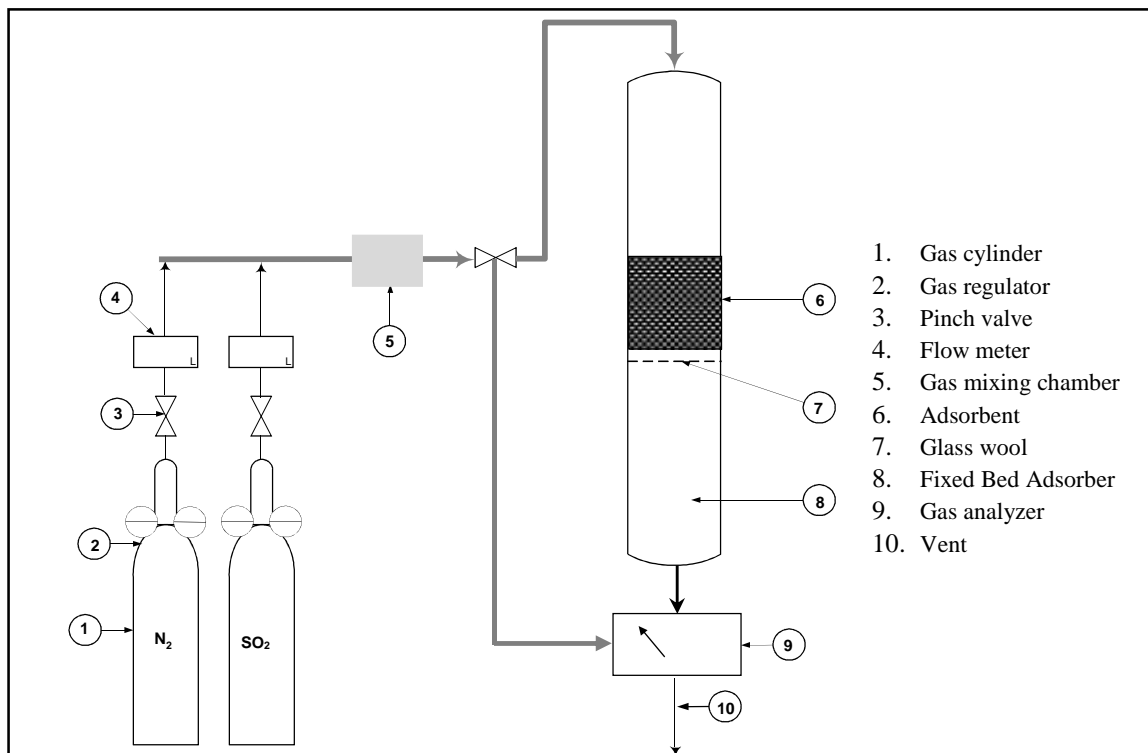 4
L
L
5
3
2
1
N2
SO2
6
7
8
9
10
1. Gas cylinder
2. Gas regulator
3. Pinch valve
4. Flow meter
5. Gas mixing chamber
6. Adsorbent
7. Glass wool
8. Fixed Bed Adsorber
9. Gas analyzer
10. Vent